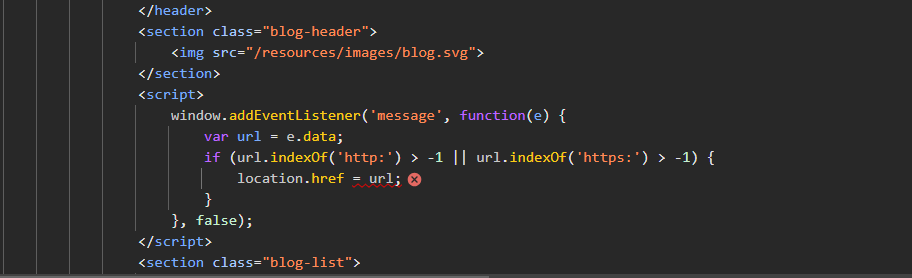 </header>
<section class="blog-header">
<img src="/resources/images/blog.svg">
</section>
<script>
window.addEventListener('message', function(e) {
var url = e.data;
if (url.indexOf('http:') > -1 || url.indexOf('https:') > -1) {
location.href = url;
}
}, false);
</script>
<section class="blog-list">